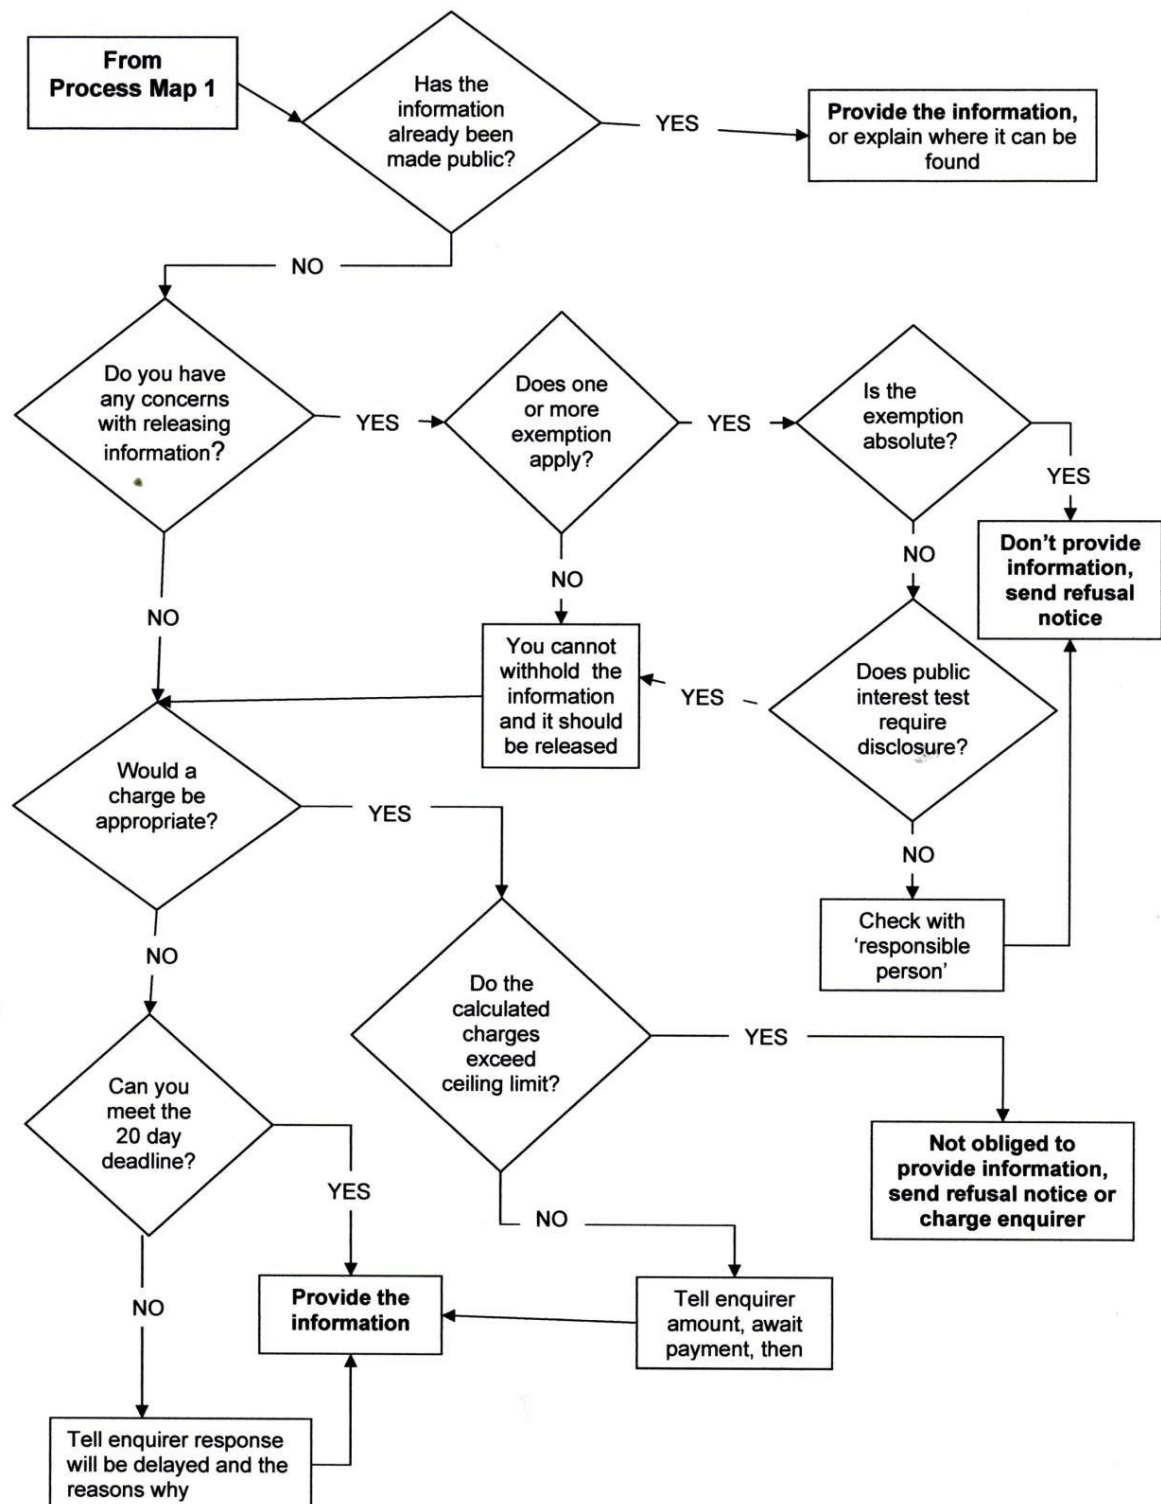 From
Process Map 1
Has the
information
already been
made public?
YES
Provide the information,
or explain where it can be
found
NO
Do you have
any concerns
with releasing
information?
YES
Does one
or more
exemption
apply?
YES
Is the
exemption
absolute?
YES
Don't provide
information,
send refusal
notice
NO
NO
NO
You cannot
withhold the
information
and it should
be released
YES
Does public
interest test
require
disclosure?
Would a
charge be
appropriate?
YES
NO
Check with
'responsible
person'
NO
Do the
calculated
charges
exceed
ceiling limit?
YES
Not obliged to
provide information,
send refusal notice or
charge enquirer
Can you
meet the
20 day
deadline?
YES
NO
NO
Provide the
information
Tell enquirer
amount, await
payment, then
Tell enquirer response
will be delayed and the
reasons why